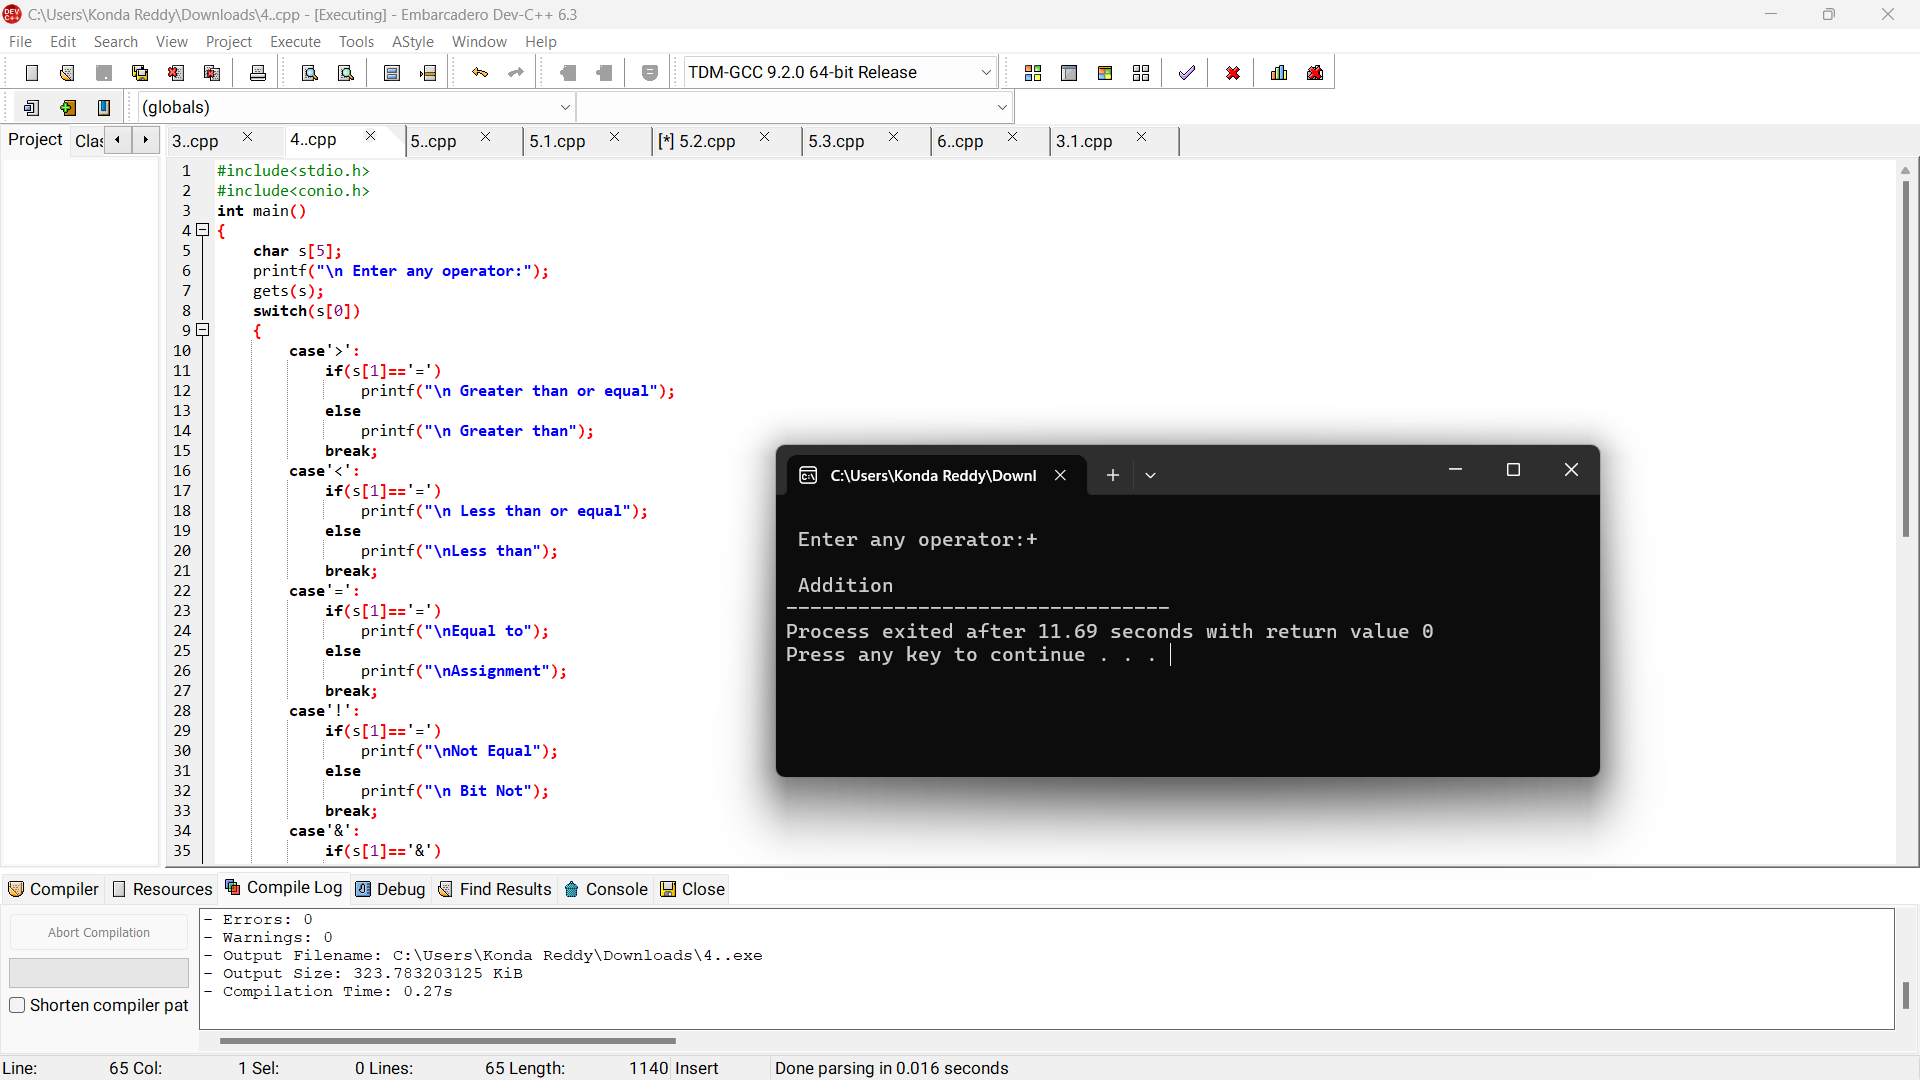 C:\Users\Konda Reddy\Downloads\4..cpp - [Executing] - Embarcadero Dev-C++ 6.3
File Edit Search View Project Execute Tools AStyle Window Help
TDM-GCC 9.2.0 64-bit Release
(globals)
Project Clas 3..cpp 4..cpp 5..cpp 5.1.cpp [*] 5.2.cpp 5.3.cpp 6..cpp 3.1.cpp
1 #include<stdio.h>
2 #include<conio.h>
3 int main()
4 {
5 char s[5];
6 printf("\n Enter any operator:");
7 gets(s);
8 switch(s[0])
9 {
10 case'>':
11 if(s[1]=='=')
12 printf("\n Greater than or equal");
13 else
14 printf("\n Greater than");
15 break;
16 case'<':
17 if(s[1]=='=')
18 printf("\n Less than or equal");
19 else
20 printf("\nLess than");
21 break;
22 case'=':
23 if(s[1]=='=')
24 printf("\nEqual to");
25 else
26 printf("\nAssignment");
27 break;
28 case'!':
29 if(s[1]=='=')
30 printf("\nNot Equal");
31 else
32 printf("\n Bit Not");
33 break;
34 case'&':
35 if(s[1]=='&')
C:\Users\Konda Reddy\Downl
Enter any operator:+
Addition
--------------------------------
Process exited after 11.69 seconds with return value 0
Press any key to continue . . .
Compiler Resources Compile Log Debug Find Results Console Close
Abort Compilation
Shorten compiler pat
- Errors: 0
- Warnings: 0
- Output Filename: C:\Users\Konda Reddy\Downloads\4..exe
- Output Size: 323.783203125 KiB
- Compilation Time: 0.27s
Line: 65 Col: 1 Sel: 0 Lines: 65 Length: 1140 Insert Done parsing in 0.016 seconds